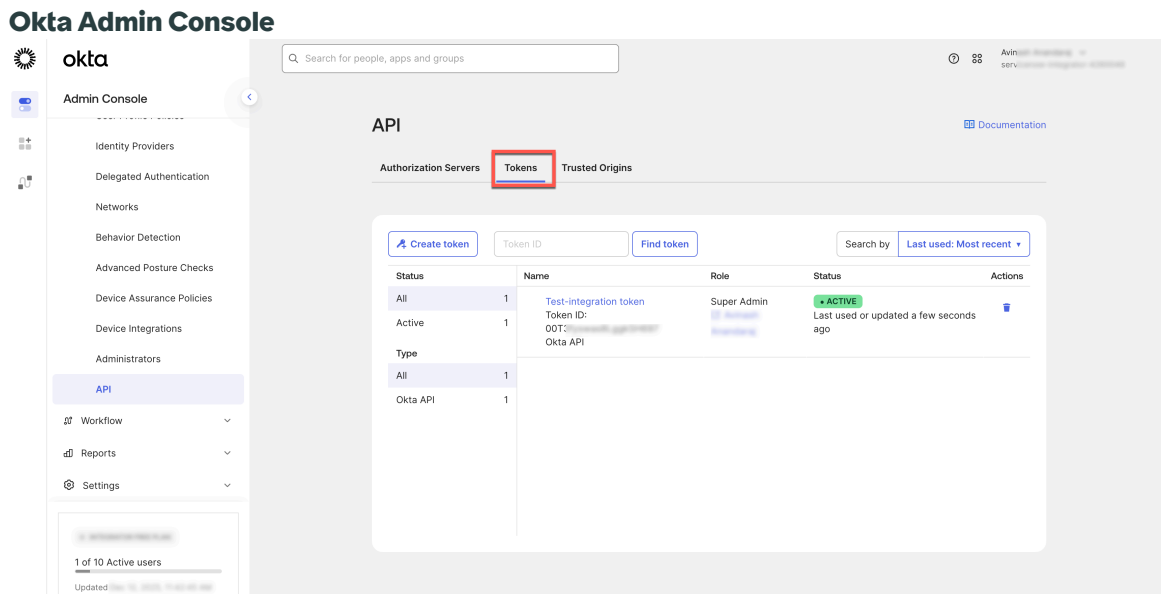 Okta Admin Console
okta
Search for people, apps and groups
Admin Console
Identity Providers
Delegated Authentication
Networks
Behavior Detection
Advanced Posture Checks
Device Assurance Policies
Device Integrations
Administrators
API
Workflow
Reports
Settings
1 of 10 Active users
Updated
API
Documentation
Authorization Servers Tokens Trusted Origins
Create token Token ID Find token Search by Last used: Most recent
Status
All 1
Active 1
Type
All 1
Okta API 1
Name Role Status Actions
Test-integration token Super Admin ACTIVE
Token ID: Last used or updated a few seconds
ago
Okta API